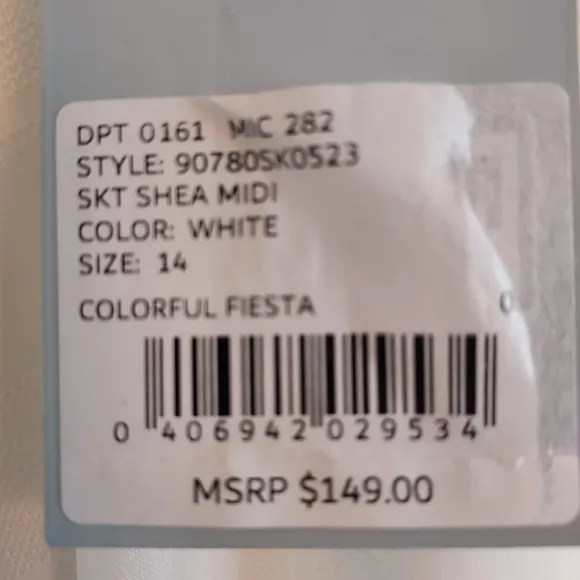 DPT 0161 MIC 282
STYLE: 90780SK0523
SKT SHEA MIDI
COLOR: WHITE
SIZE: 14
COLORFUL FIESTA 0
0 406942 029534
MSRP $149.00